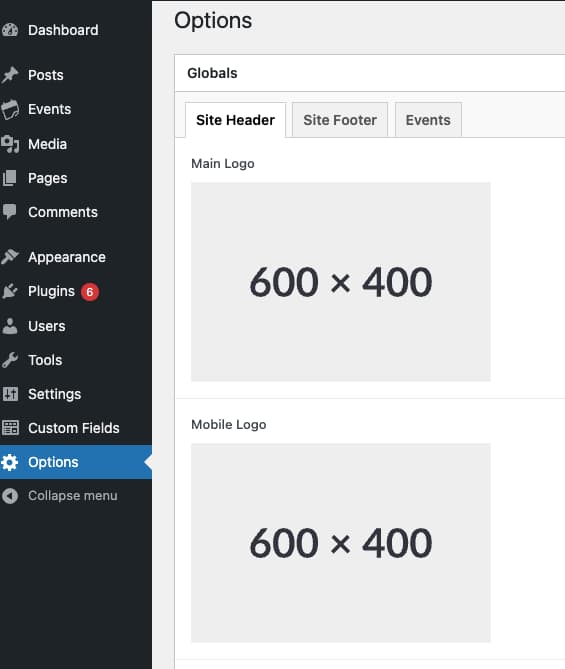 Options
Dashboard
Posts
Events
Media
Pages
Comments
Appearance
Plugins 6
Users
Tools
Settings
Custom Fields
Options
Collapse menu
Globals
Site Header Site Footer Events
Main Logo
600 × 400
Mobile Logo
600 × 400